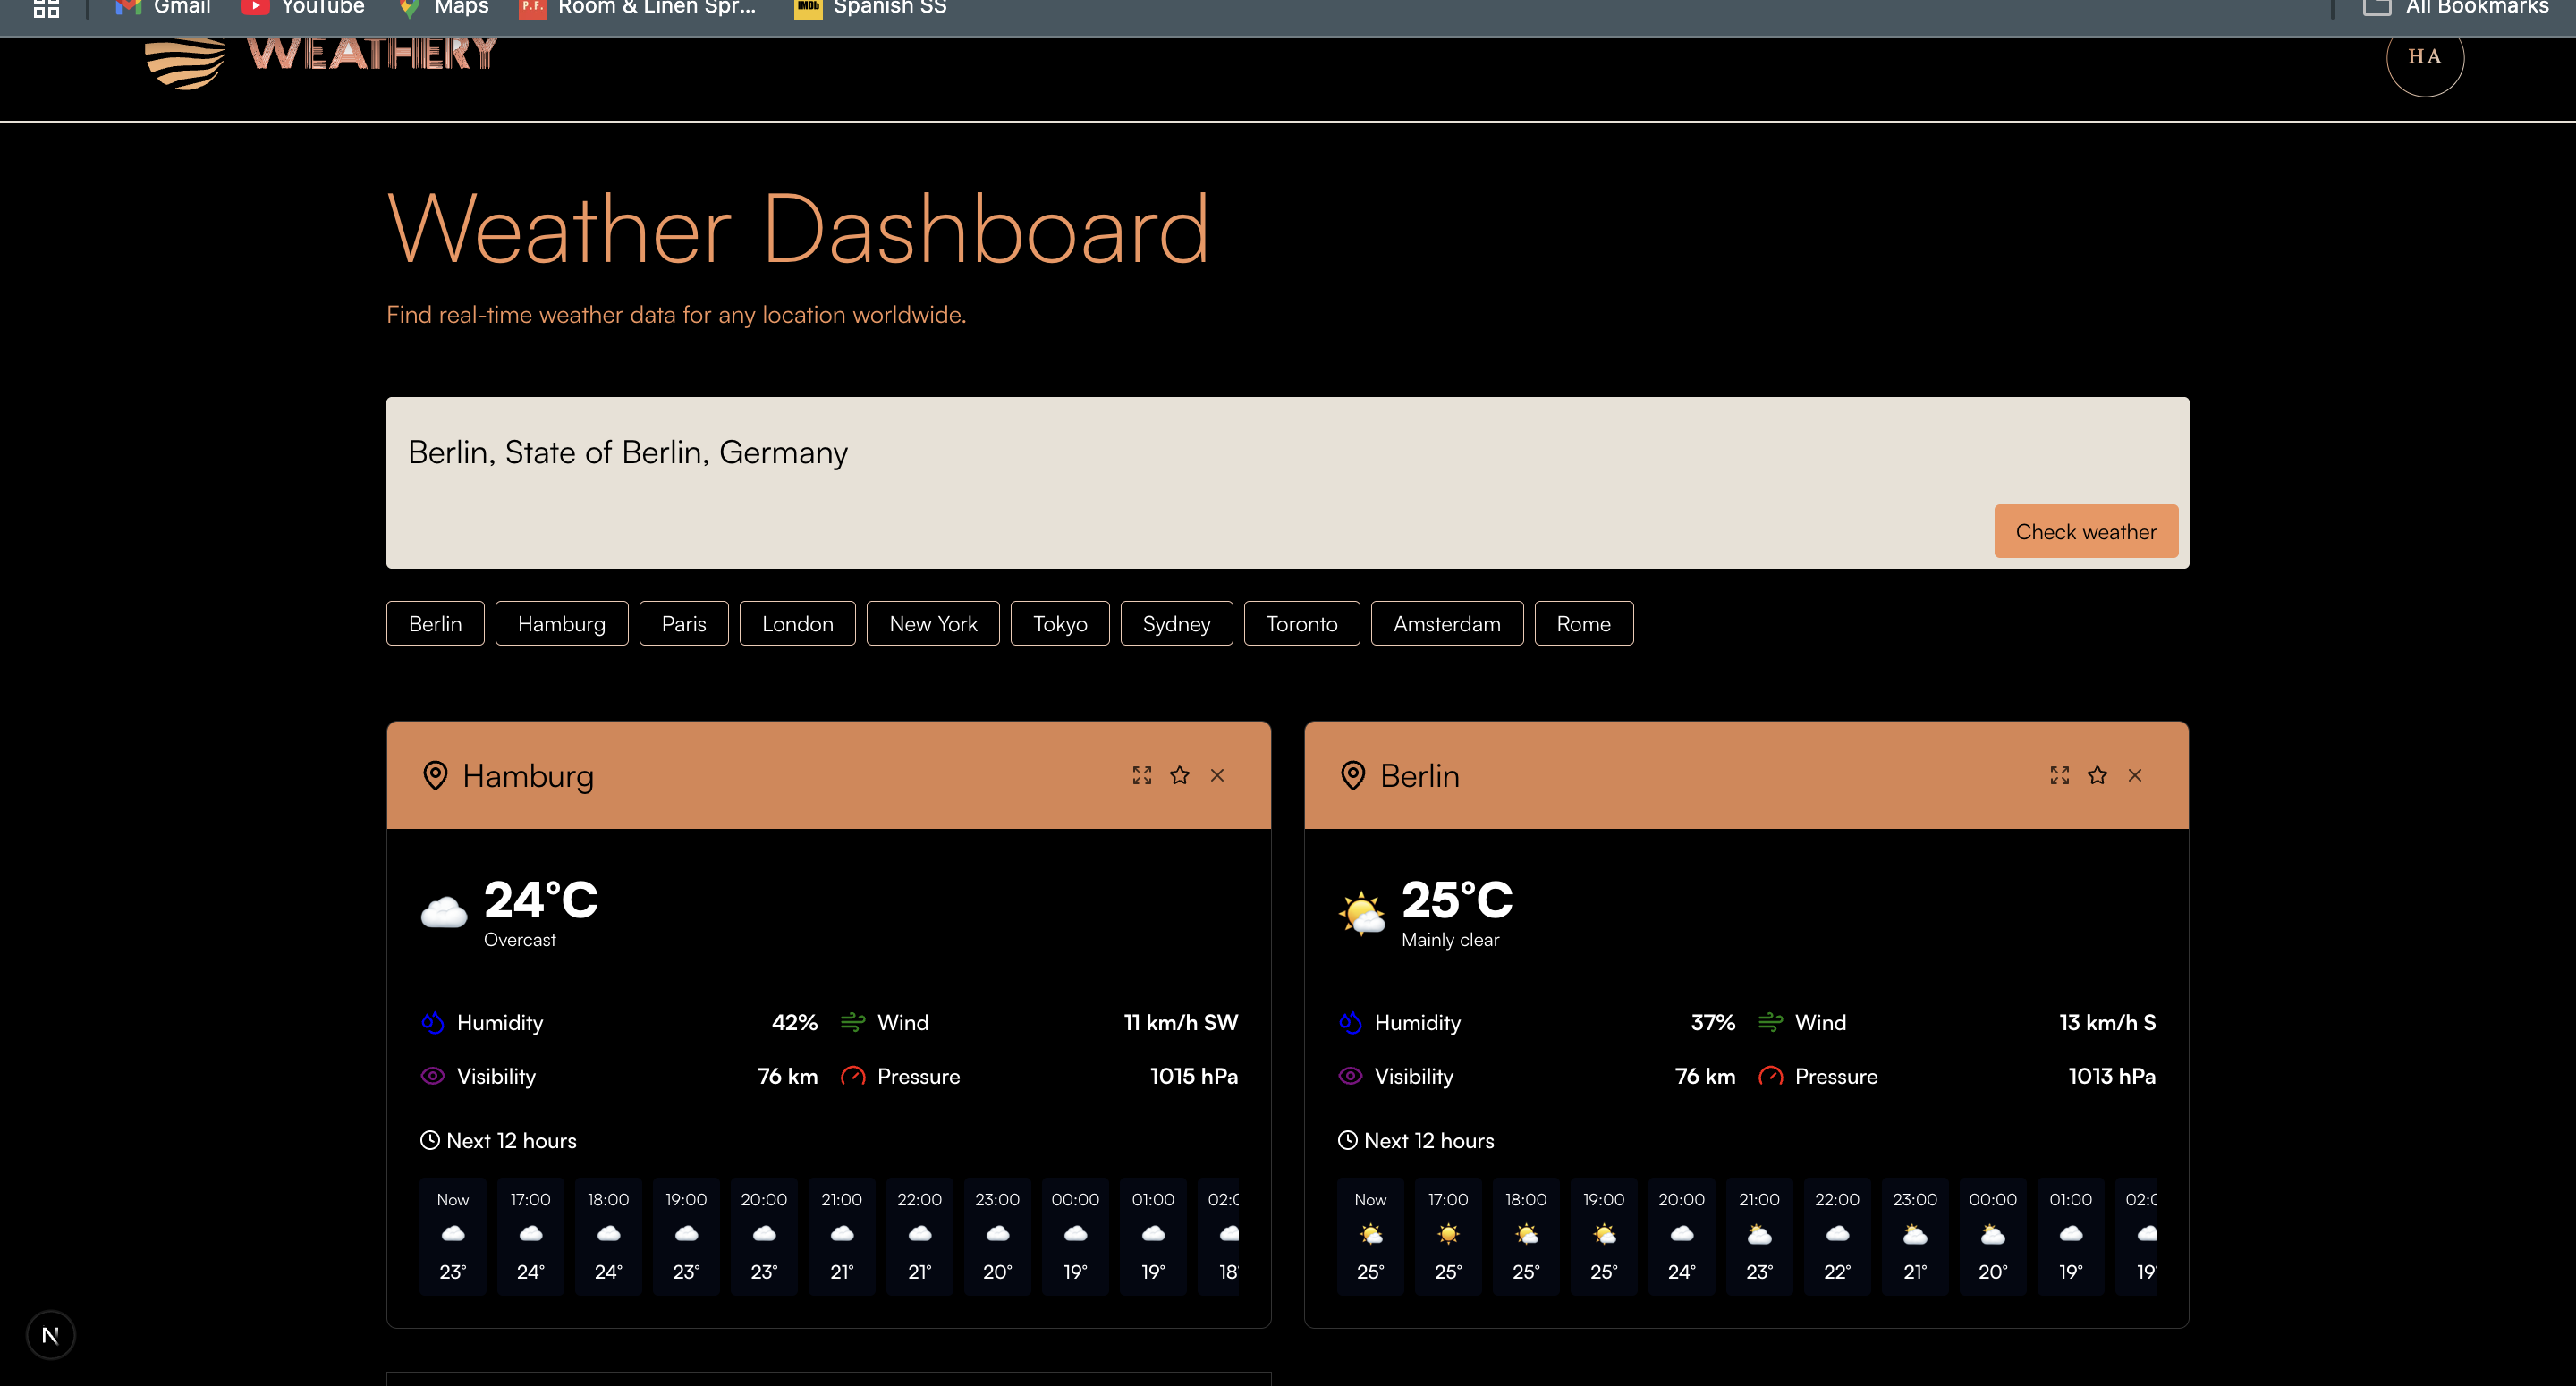 Gmail YouTube Maps P.F. Room & Linen Spr... IMDb Spanish SS All Bookmarks
WEATHERY HA
Weather Dashboard
Find real-time weather data for any location worldwide.
Berlin, State of Berlin, Germany
Check weather
Berlin Hamburg Paris London New York Tokyo Sydney Toronto Amsterdam Rome
Hamburg
24°C
Overcast
Humidity 42% Wind 11 km/h SW
Visibility 76 km Pressure 1015 hPa
Next 12 hours
Now 17:00 18:00 19:00 20:00 21:00 22:00 23:00 00:00 01:00
23° 24° 24° 23° 23° 21° 21° 20° 19° 19° 18°
Berlin
25°C
Mainly clear
Humidity 37% Wind 13 km/h S
Visibility 76 km Pressure 1013 hPa
Next 12 hours
Now 17:00 18:00 19:00 20:00 21:00 22:00 23:00 00:00 01:00
25° 25° 25° 25° 24° 23° 22° 21° 20° 19° 19°
N